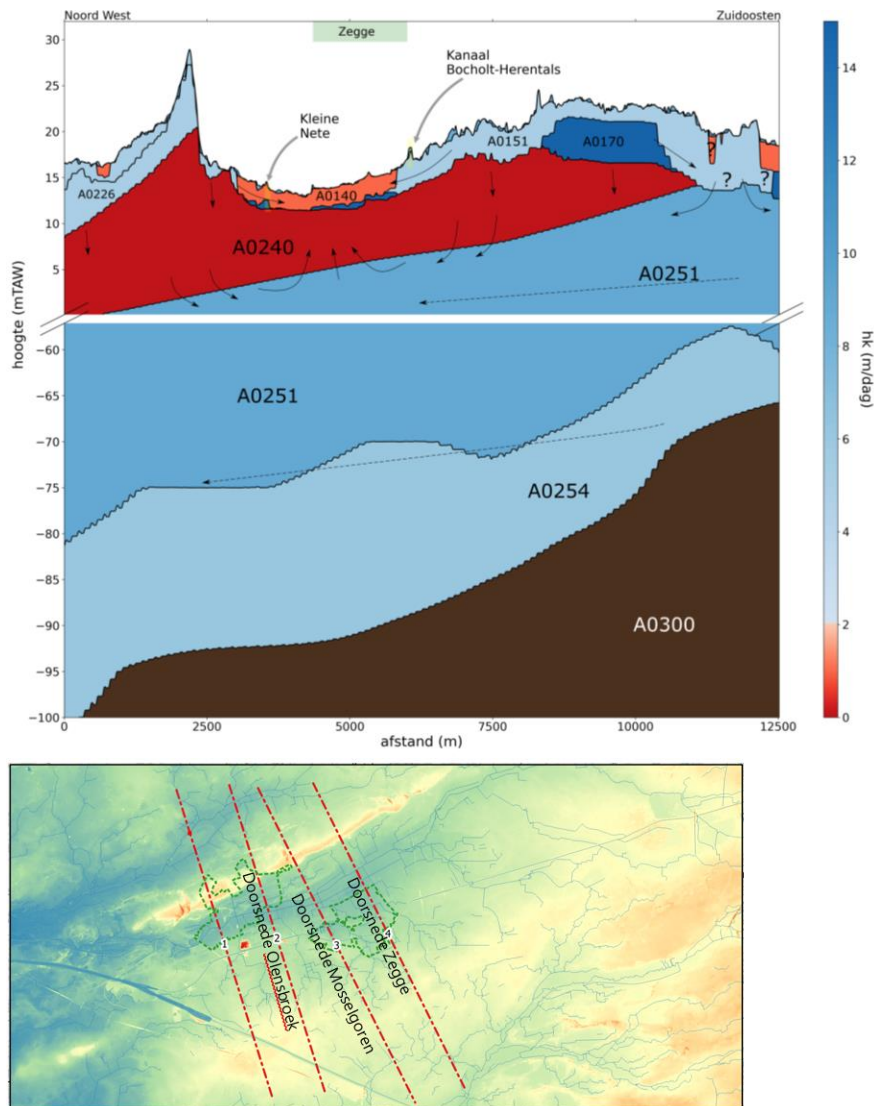 Noord West
Zuidoosten
Zegge
Kanaal
Bocholt-Herentals
Kleine
Nete
30
25
20
15
10
5
A0226
A0140
A0151
A0170
?
?
?
A0240
A0251
hoogte (mTAW)
−60
−65
−70
−75
−80
−85
−90
−95
−100
A0251
A0254
A0300
0
2500
5000
7500
10000
12500
afstand (m)
14
12
10
8
6
4
2
0
hk (m/dag)
Doorsnede Olensbroek
Doorsnede Mosselgoren
Doorsnede Zegge
1
2
3
4